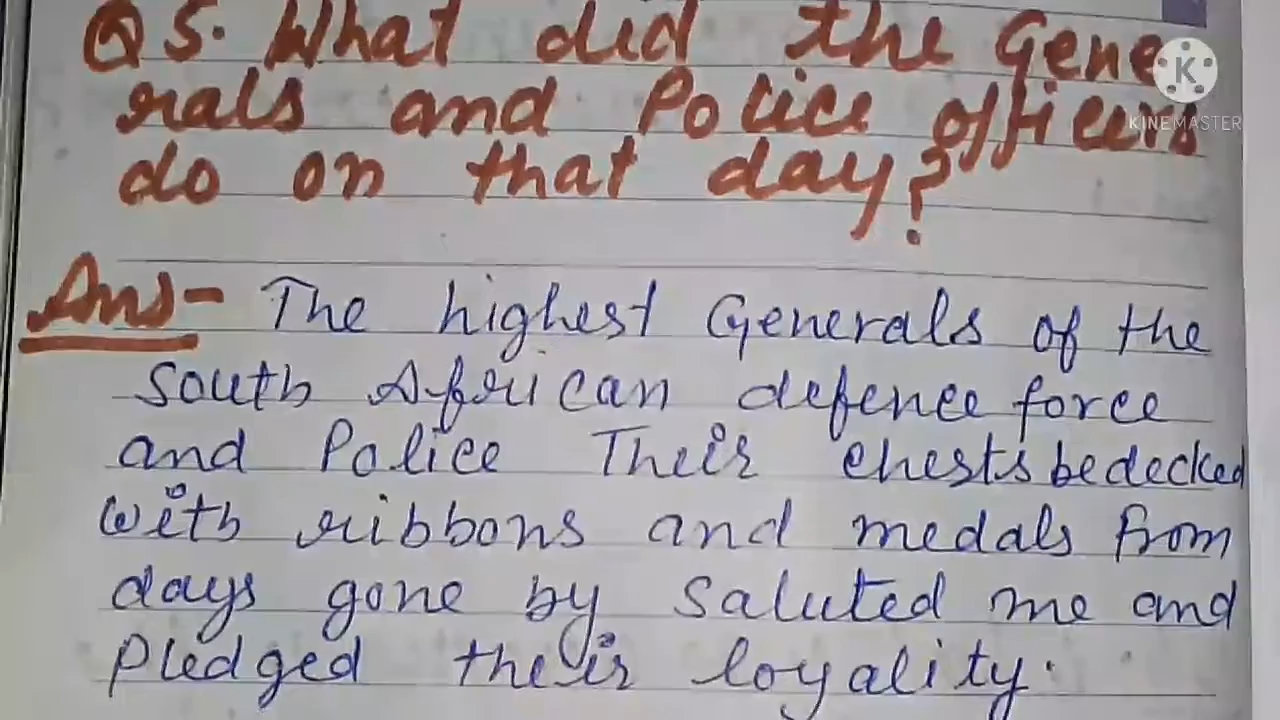 Q5. What did the Gene
rals and Police officers
do on that day?
K
KINEMASTER
Ans- The highest Generals of the
South African defence force
and Police Their chests bedecked
with ribbons and medals from
days gone by saluted me and
Pledged their loyality.